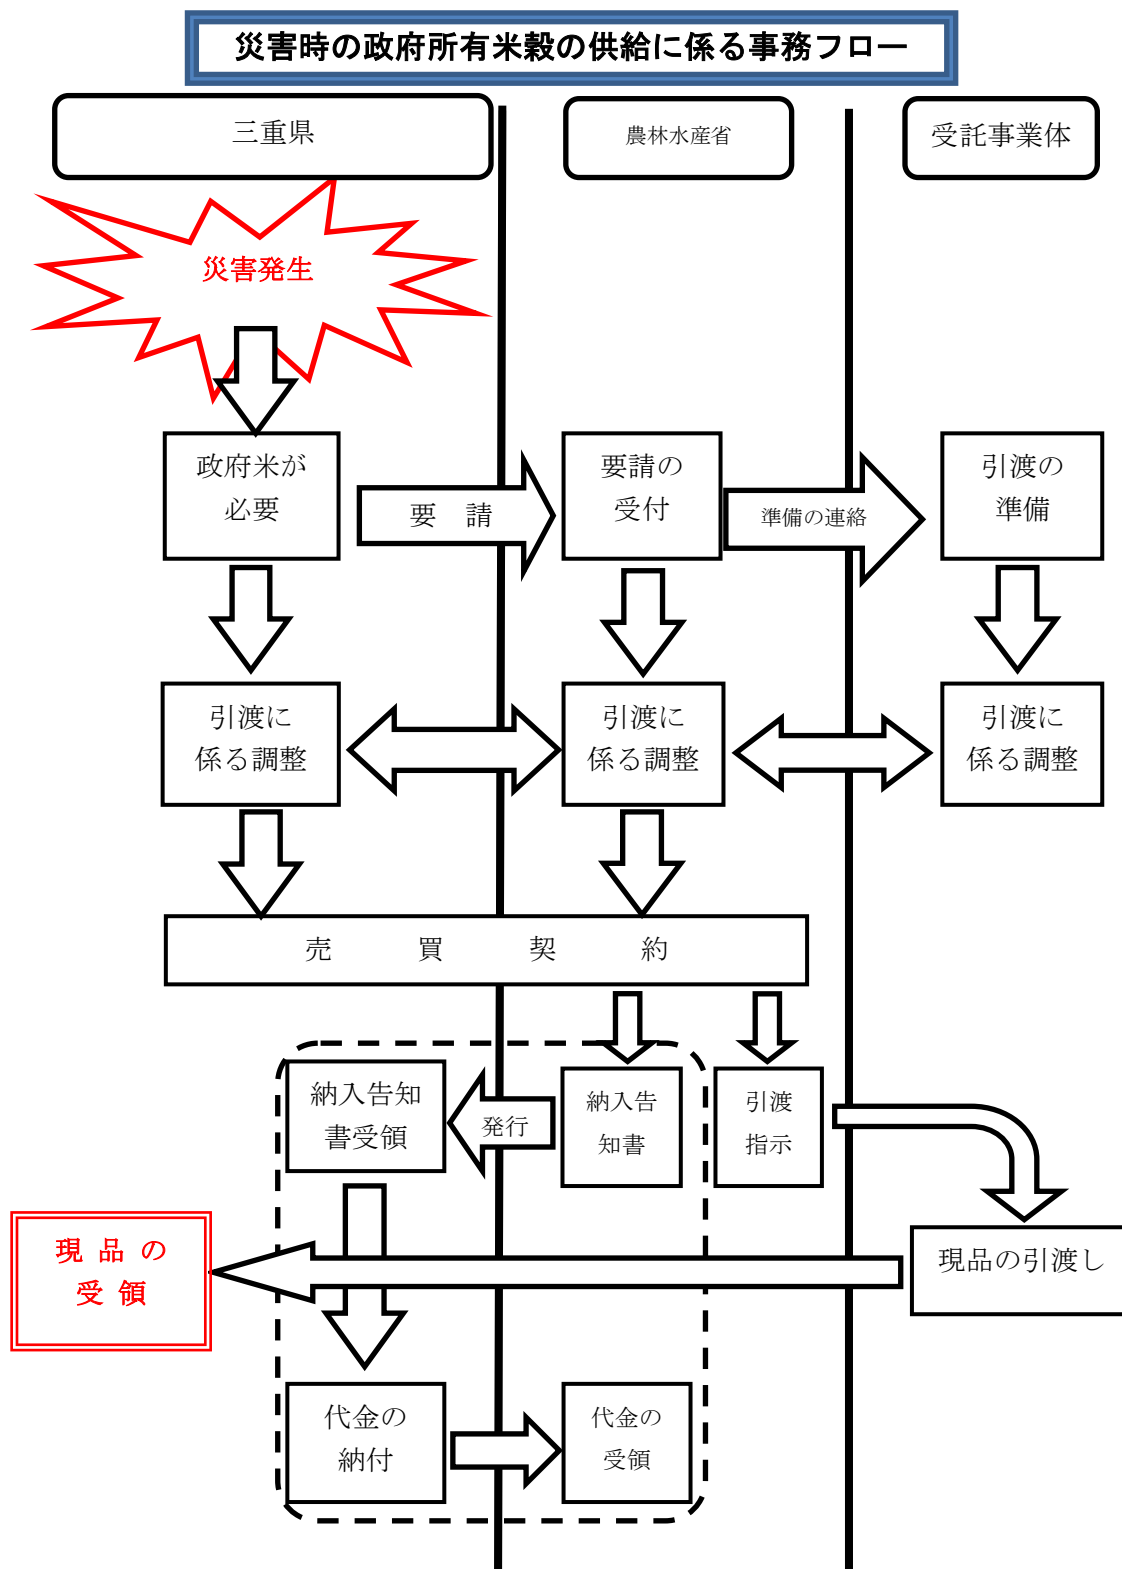 災害時の政府所有米穀の供給に係る事務フロー
三重県
農林水産省
受託事業体
災害発生
政府米が
必要
要 請
要請の
受付
準備の連絡
引渡の
準備
引渡に
係る調整
引渡に
係る調整
引渡に
係る調整
売 買 契 約
納入告知
書受領
発行
納入告
知書
引渡
指示
現 品 の
受 領
現品の引渡し
代金の
納付
代金の
受領